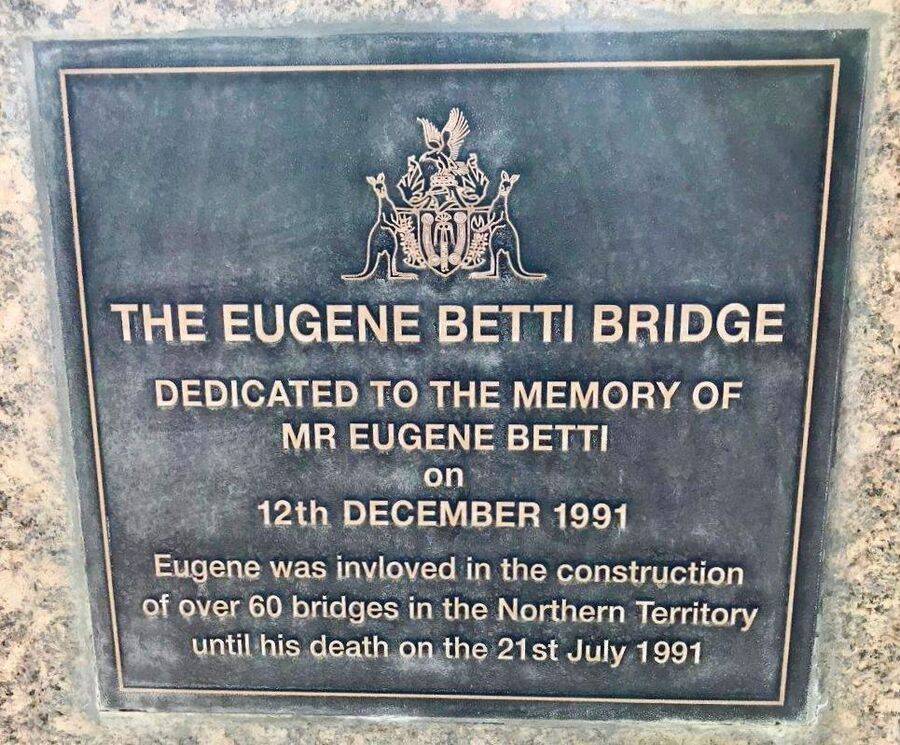 THE EUGENE BETTI BRIDGE
DEDICATED TO THE MEMORY OF
MR EUGENE BETTI
on
12th DECEMBER 1991
Eugene was invloved in the construction
of over 60 bridges in the Northern Territory
until his death on the 21st July 1991